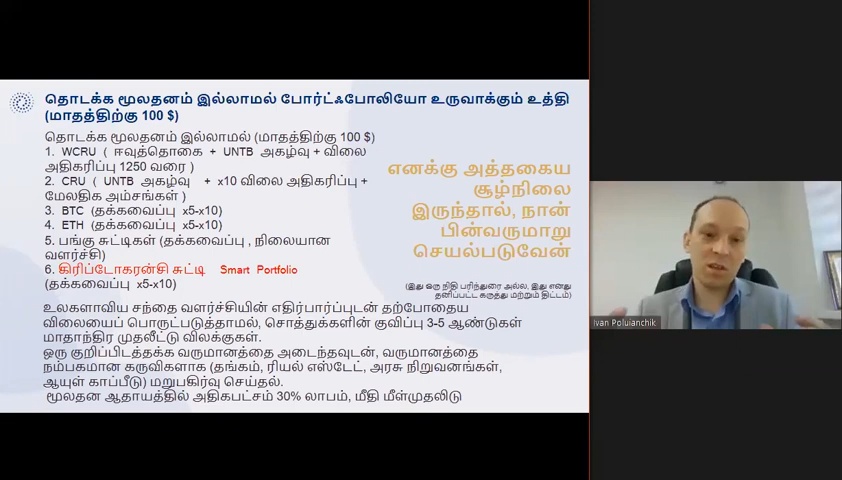 தொடக்க மூலதனம் இல்லாமல் போர்ட்ஃபோலியோ உருவாக்கும் உத்தி
(மாதத்திற்கு 100 $)
தொடக்க மூலதனம் இல்லாமல் (மாதத்திற்கு 100 $)
1. WCRU ( ஈவுத்தொகை + UNTB அகழ்வு + விலை
அதிகரிப்பு 1250 வரை )
2. CRU ( UNTB அகழ்வு + x10 விலை அதிகரிப்பு +
மேலதிக அம்சங்கள் )
3. BTC (தக்கவைப்பு x5-x10)
4. ETH (தக்கவைப்பு x5-x10)
5. பங்கு சுட்டிகள் (தக்கவைப்பு , நிலையான
வளர்ச்சி)
6. கிரிப்டோகரன்சி சுட்டி Smart Portfolio
(தக்கவைப்பு x5-x10)
உலகளாவிய சந்தை வளர்ச்சியின் எதிர்பார்ப்புடன் தற்போதைய
விலையைப் பொருட்படுத்தாமல், சொத்துக்களின் குவிப்பு 3-5 ஆண்டுகள்
மாதாந்திர முதலீட்டு விலக்குகள்.
ஒரு குறிப்பிடத்தக்க வருமானத்தை அடைந்தவுடன், வருமானத்தை
நம்பகமான கருவிகளாக (தங்கம், ரியல் எஸ்டேட், அரசு நிறுவனங்கள்,
ஆயுள் காப்பீடு) மறுபகிர்வு செய்தல்.
மூலதன ஆதாயத்தில் அதிகபட்சம் 30% லாபம், மீதி மீள்முதலிடு
எனக்கு அத்தகைய
சூழ்நிலை
இருந்தால், நான்
பின்வருமாறு
செயல்படுவேன்
(இது ஒரு நிதி பரிந்துரை அல்ல, இது எனது
தனிப்பட்ட கருத்து மற்றும் திட்டம்)
Ivan Poluianchik